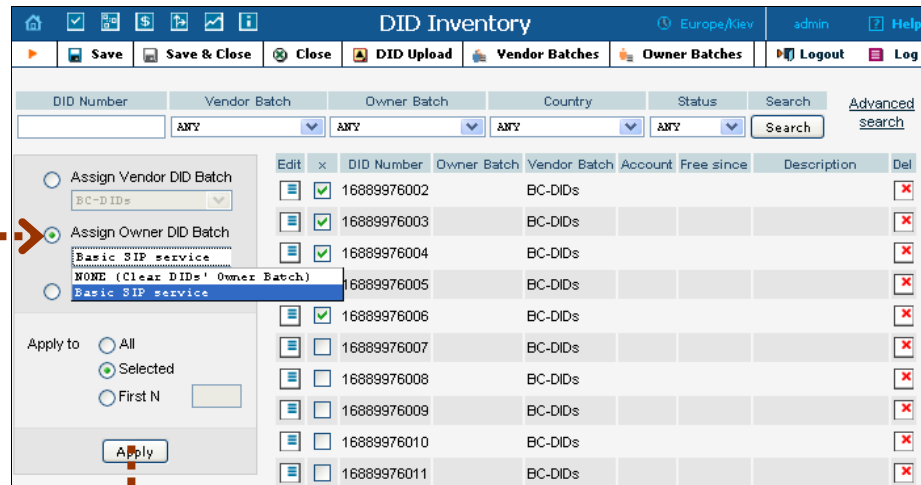 DID Inventory Europe/Kiev admin ? Help
Save Save & Close Close DID Upload Vendor Batches Owner Batches Logout Log
DID Number Vendor Batch Owner Batch Country Status Search Advanced search
ANY ANY ANY ANY Search
Edit x DID Number Owner Batch Vendor Batch Account Free since Description Del
Assign Vendor DID Batch
BC-DIDs
16889976002 BC-DIDs
16889976003 BC-DIDs
Assign Owner DID Batch
Basic SIP service
16889976004 BC-DIDs
NONE (Clear DIDs' Owner Batch)
Basic SIP service
16889976005 BC-DIDs
16889976006 BC-DIDs
Apply to All
16889976007 BC-DIDs
Selected
16889976008 BC-DIDs
First N
16889976009 BC-DIDs
Apply
16889976010 BC-DIDs
16889976011 BC-DIDs